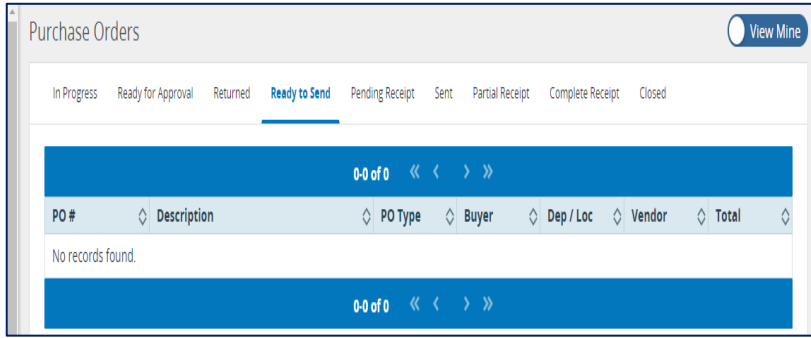 Purchase Orders View Mine
In Progress Ready for Approval Returned Ready to Send Pending Receipt Sent Partial Receipt Complete Receipt Closed
0-0 of 0
PO # Description PO Type Buyer Dep / Loc Vendor Total
No records found.
0-0 of 0